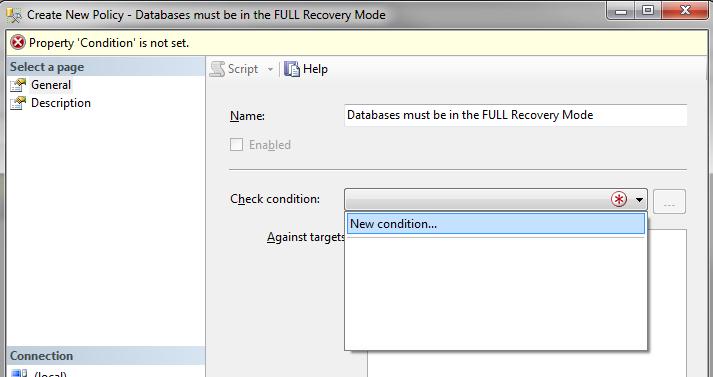 Create New Policy - Databases must be in the FULL Recovery Mode
Property 'Condition' is not set.
Select a page
General
Description
Script
Help
Name:
Databases must be in the FULL Recovery Mode
Enabled
Check condition:
...
New condition...
Against targets
Connection
(local)